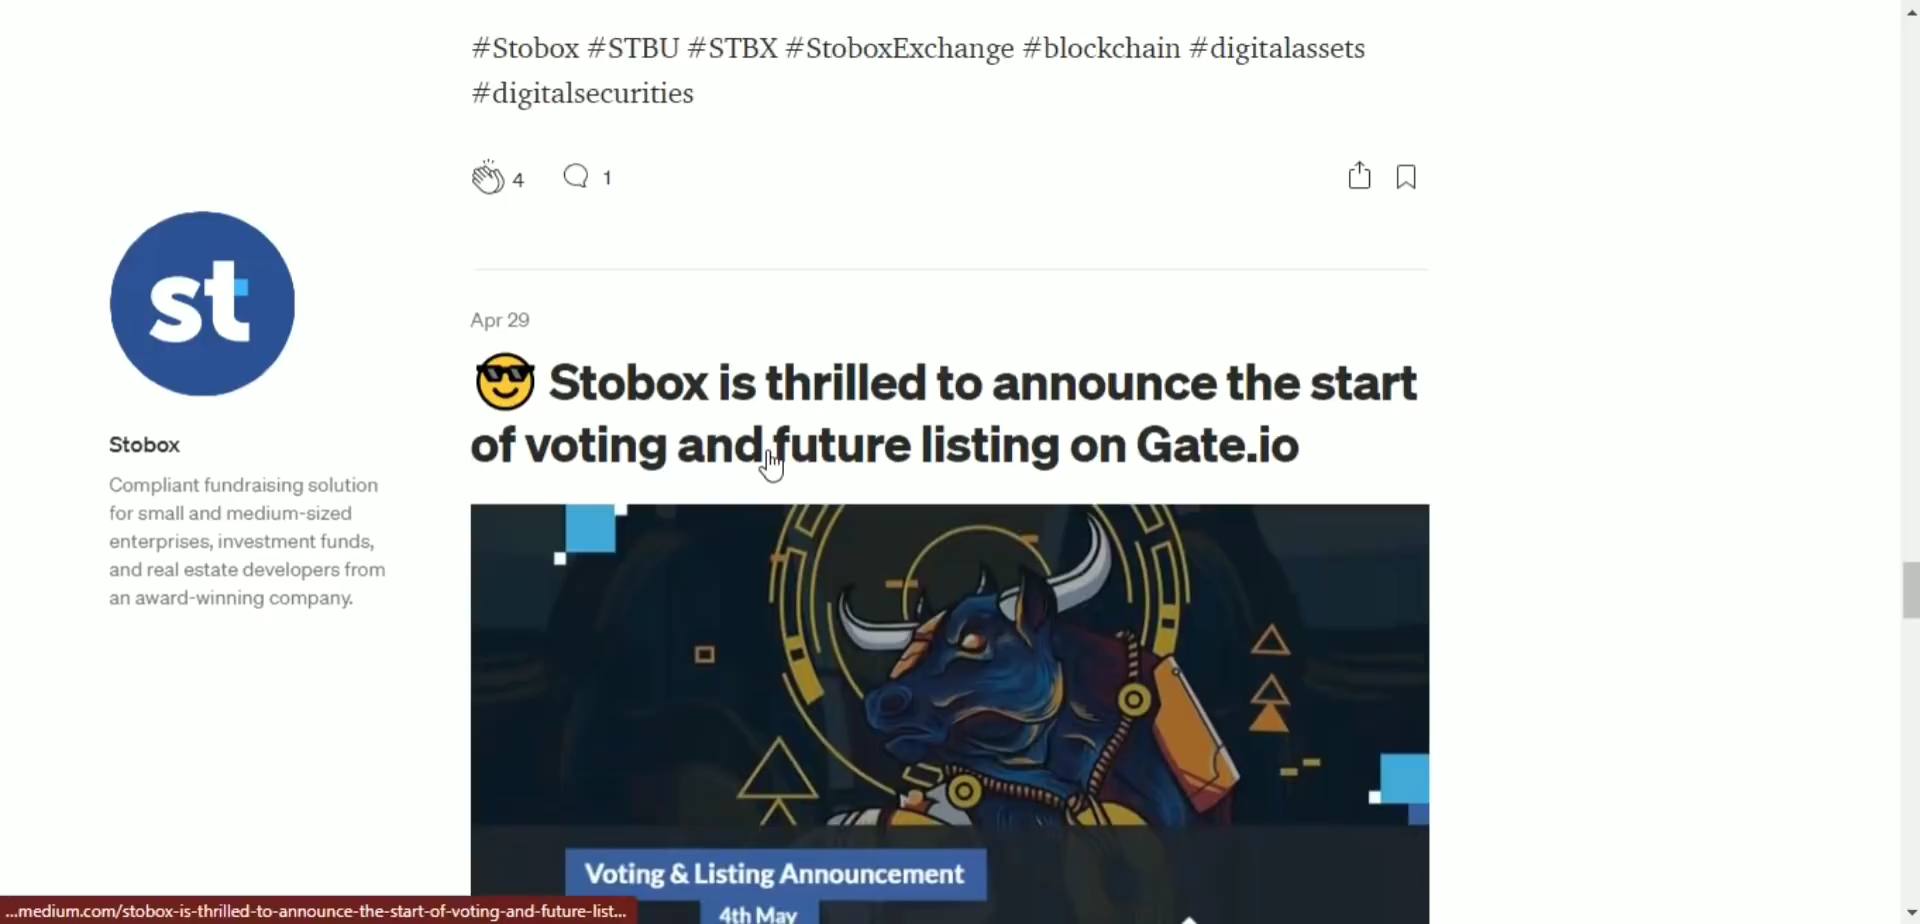 #Stobox #STBU #STBX #StoboxExchange #blockchain #digitalassets
#digitalsecurities
4 1
st
Stobox
Compliant fundraising solution
for small and medium-sized
enterprises, investment funds,
and real estate developers from
an award-winning company.
Apr 29
😎 Stobox is thrilled to announce the start
of voting and future listing on Gate.io
Voting & Listing Announcement
4th May
...medium.com/stobox-is-thrilled-to-announce-the-start-of-voting-and-future-list...